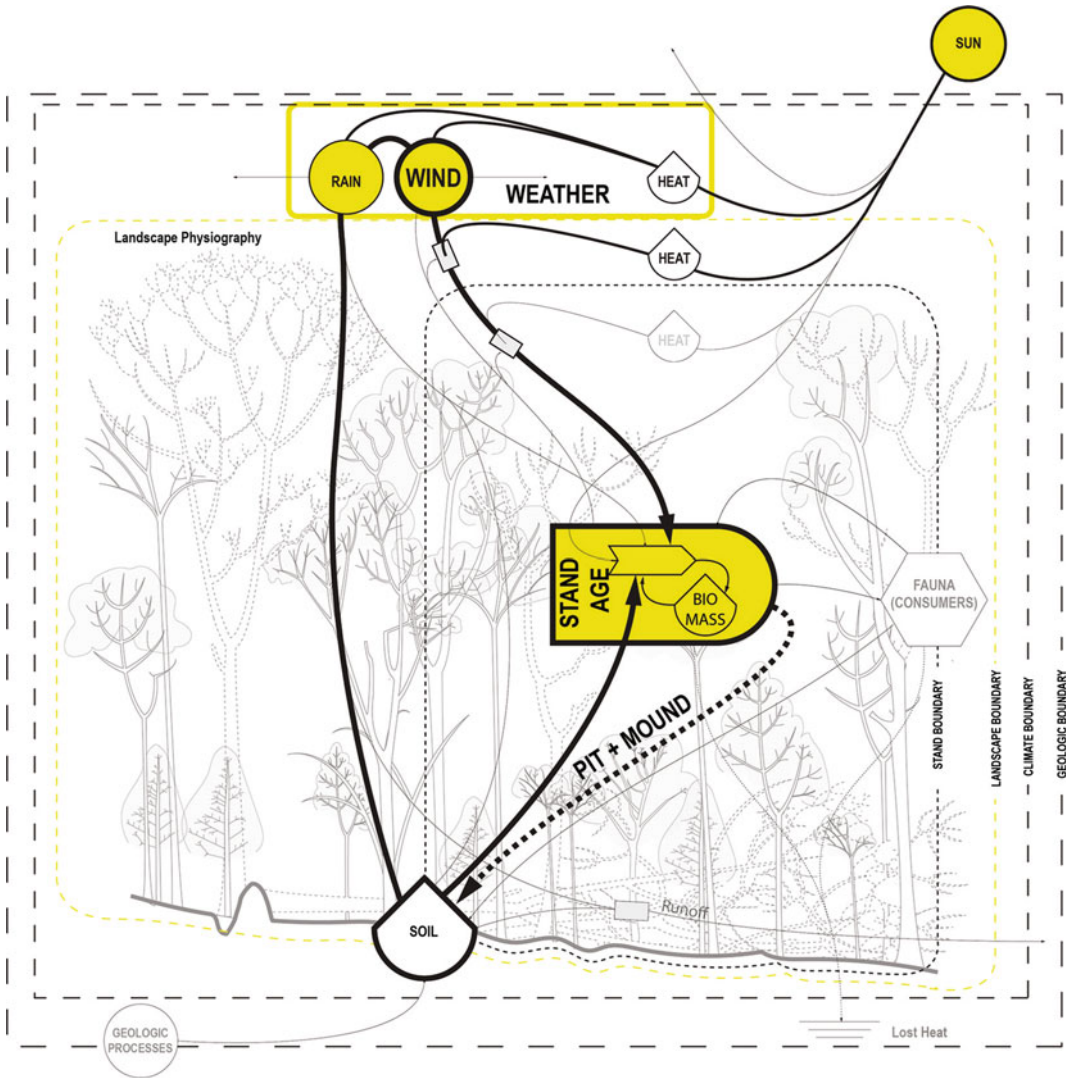 SUN
RAIN
WIND
WEATHER
HEAT
Landscape Physiography
HEAT
HEAT
STAND
AGE
BIO
MASS
FAUNA
(CONSUMERS)
PIT + MOUND
STAND BOUNDARY
LANDSCAPE BOUNDARY
CLIMATE BOUNDARY
GEOLOGIC BOUNDARY
SOIL
Runoff
GEOLOGIC
PROCESSES
Lost Heat